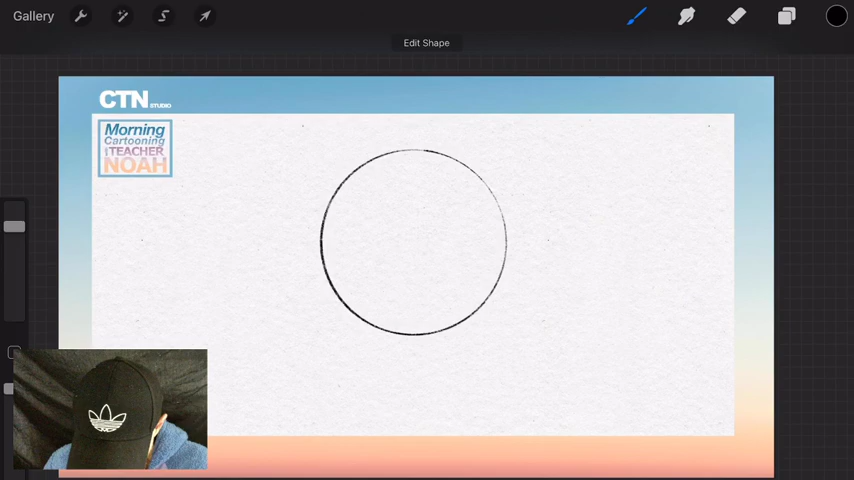 Gallery
Edit Shape
CTN STUDIO
Morning
Cartooning
TEACHER
NOAH